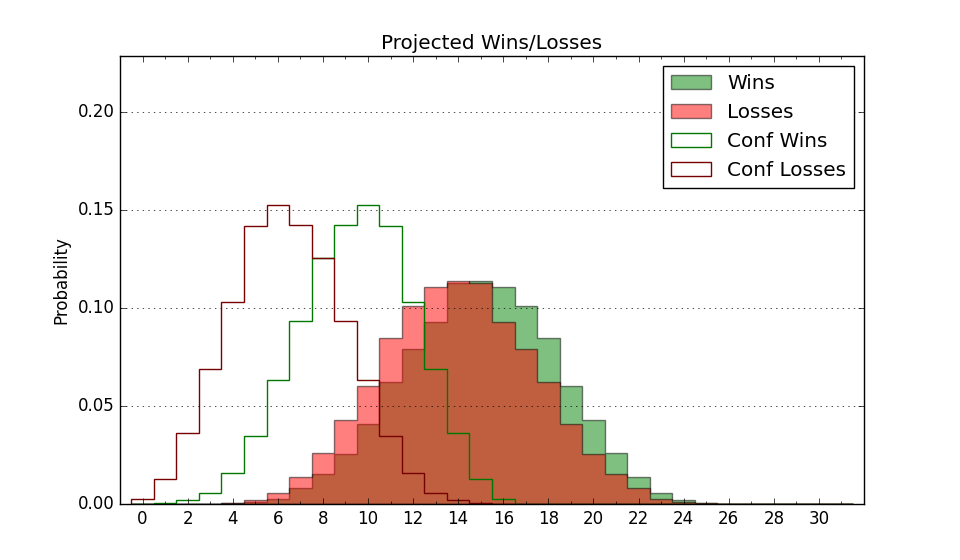 Projected Wins/Losses
Wins
Losses
Conf Wins
Conf Losses
Probability
0.20
0.15
0.10
0.05
0.00
0 2 4 6 8 10 12 14 16 18 20 22 24 26 28 30